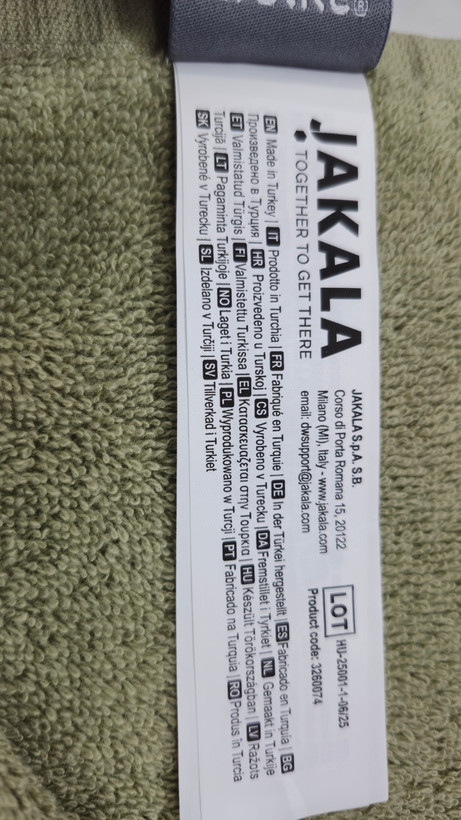 JAKALA
TOGETHER TO GET THERE
JAKALA S.p.A. S.B.
Corso di Porta Romana 15, 20122
Milano (MI), Italy - www.jakala.com
email: dwsupport@jakala.com
LOT HU-25001-1-06/25
Product code: 3260074
EN Made in Turkey | IT Prodotto in Turchia | FR Fabriqué en Turquie | DE In der Türkei hergestellt | ES Fabricado en Turquía | BG
Произведено в Турция | HR Proizvedeno u Turskoj | CS Vyrobeno v Turecku | DA Fremstillet i Tyrkiet | NL Gemaakt in Turkije
ET Valmistatud Türgis | FI Valmistettu Turkissa | EL Κατασκευάζεται στην Τουρκία | HU Készült Törökországban | LV Ražots
Turcijā | LT Pagaminta Turkijoje | NO Laget i Turkia | PL Wyprodukowano w Turcji | PT Fabricado na Turquia | RO Produs în Turcia
SK Vyrobené v Turecku | SL Izdelano v Turčiji | SV Tillverkad i Turkiet